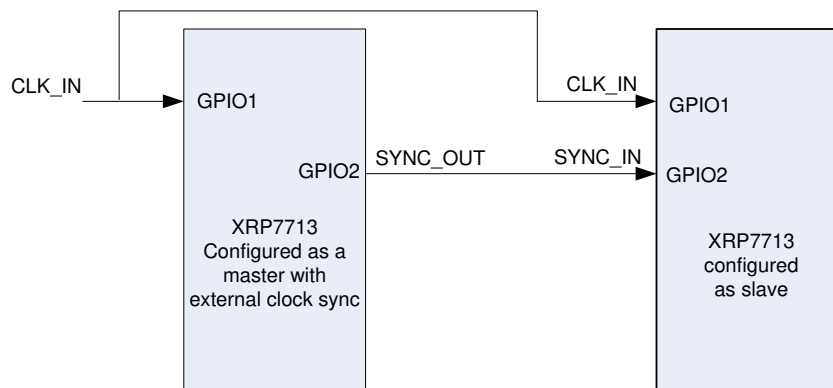 CLK_IN
CLK_IN
GPIO1
GPIO1
GPIO2
SYNC_OUT
SYNC_IN
GPIO2
XRP7713
Configured as a
master with
external clock sync
XRP7713
configured
as slave